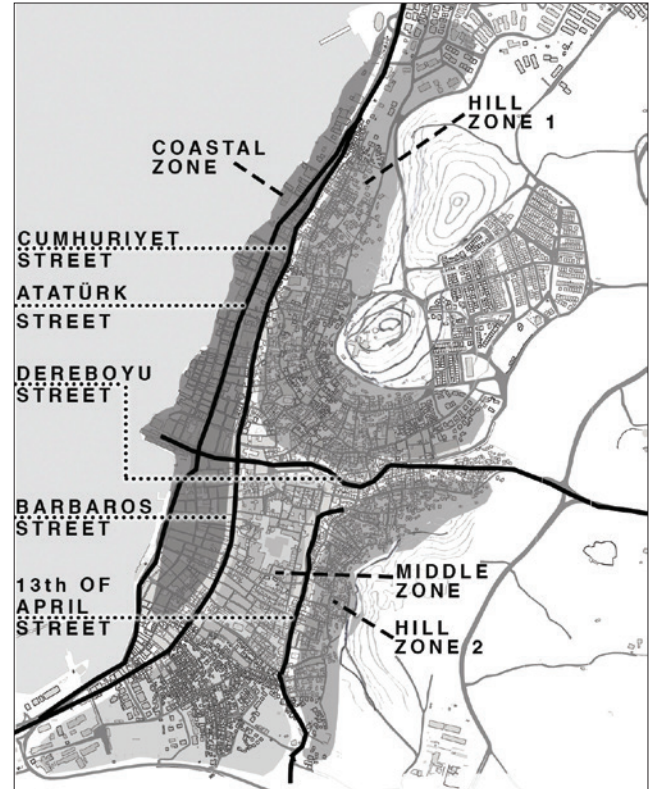 HILL
ZONE 1
COASTAL
ZONE
CUMHURIYET
STREET
ATATÜRK
STREET
DEREBOYU
STREET
BARBAROS
STREET
13th OF
APRIL
STREET
MIDDLE
ZONE
HILL
ZONE 2